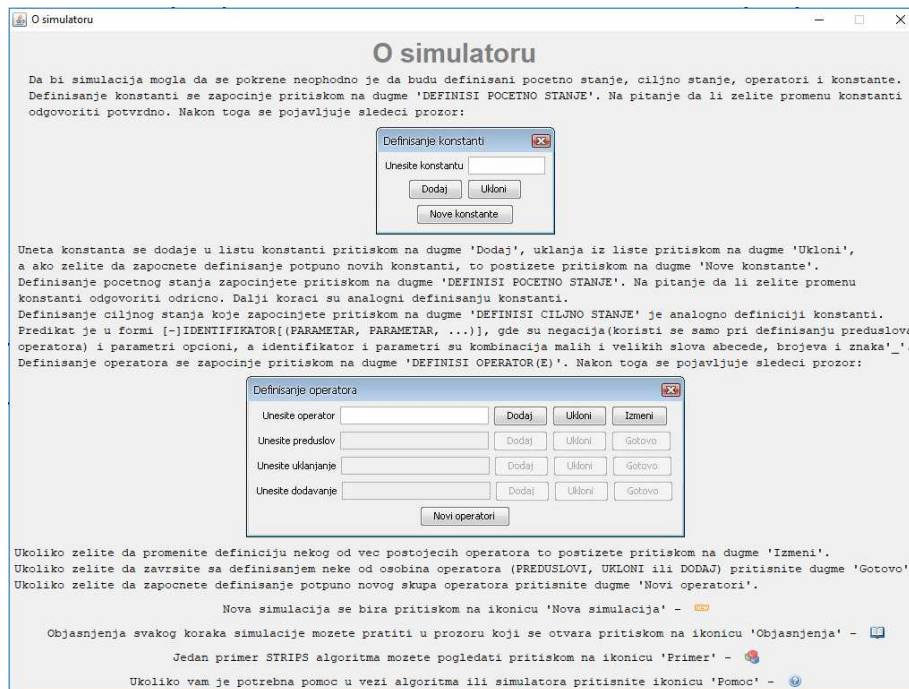 O simulatoru
O simulatoru
Da bi simulacija mogla da se pokrene neophodno je da budu definisani pocetno stanje, ciljno stanje, operatori i konstante.
Definisanje konstanti se zapocinje pritiskom na dugme 'DEFINISI POCETNO STANJE'. Na pitanje da li zelite promenu konstanti
odgovoriti potvrdno. Nakon toga se pojavljuje sledeci prozor:
Definisanje konstanti
Unesite konstantu
Dodaj Ukloni
Nove konstante
Uneta konstanta se dodaje u listu konstanti pritiskom na dugme 'Dodaj', uklanja iz liste pritiskom na dugme 'Ukloni',
a ako zelite da zapocnete definisanje potpuno novih konstanti, to postizete pritiskom na dugme 'Nove konstante'.
Definisanje pocetnog stanja zapocinjete pritiskom na dugme 'DEFINISI POCETNO STANJE'. Na pitanje da li zelite promenu
konstanti odgovoriti odricno. Dalji koraci su analogni definisanju konstanti.
Definisanje ciljnog stanja koje zapocinjete pritiskom na dugme 'DEFINISI CILJNO STANJE' je analogno definiciji konstanti.
Predikat je u formi [-]IDENTIFIKATOR[(PARAMETAR, PARAMETAR, ...)], gde su negacija(koristi se samo pri definisanju preduslova
operatora) i parametri opcioni, a identifikator i parametri su kombinacija malih i velikih slova abecede, brojeva i znaka'_'.
Definisanje operatora se zapocinje pritiskom na dugme 'DEFINISI OPERATOR(E)'. Nakon toga se pojavljuje sledeci prozor:
Definisanje operatora
Unesite operator Dodaj Ukloni Izmeni
Unesite preduslov Dodaj Ukloni Gotovo
Unesite uklanjanje Dodaj Ukloni Gotovo
Unesite dodavanje Dodaj Ukloni Gotovo
Novi operatori
Ukoliko zelite da promenite definiciju nekog od vec postojecih operatora to postizete pritiskom na dugme 'Izmeni'.
Ukoliko zelite da zavrsite sa definisanjem neke od osobina operatora (PREDUSLOVI, UKLONI ili DODAJ) pritisnite dugme 'Gotovo'
Ukoliko zelite da zapocnete definisanje potpuno novog skupa operatora pritisnite dugme 'Novi operatori'.
Nova simulacija se bira pritiskom na ikonicu 'Nova simulacija' -
Objasnjenja svakog koraka simulacije mozete pratiti u prozoru koji se otvara pritiskom na ikonicu 'Objasnjenja' -
Jedan primer STRIPS algoritma mozete pogledati pritiskom na ikonicu 'Primer' -
Ukoliko vam je potrebna pomoc u vezi algoritma ili simulatora pritisnite ikonicu 'Pomoc' -